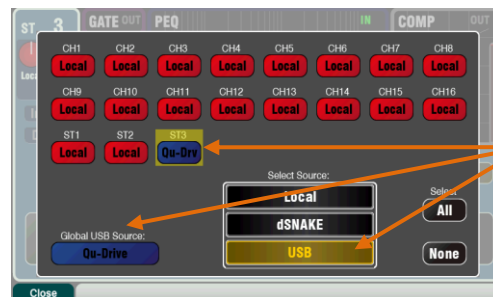 ST 3 GATE OUT PEQ IN COMP OUT
CH1 CH2 CH3 CH4 CH5 CH6 CH7 CH8
Local Local Local Local Local Local Local Local
CH9 CH10 CH11 CH12 CH13 CH14 CH15 CH16
Local Local Local Local Local Local Local Local
ST1 ST2 ST3
Local Local Qu-Drv
Select Source:
Local
Select
All
dSNAKE
Global USB Source:
Qu-Drive
USB
None
Close